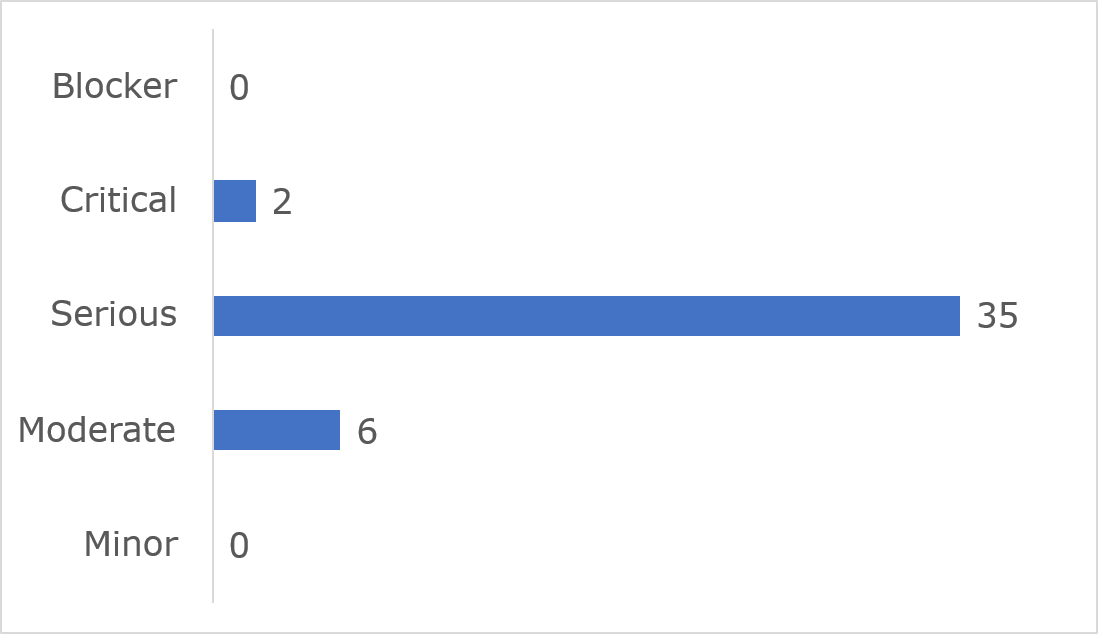 Blocker 0
Critical 2
Serious 35
Moderate 6
Minor 0